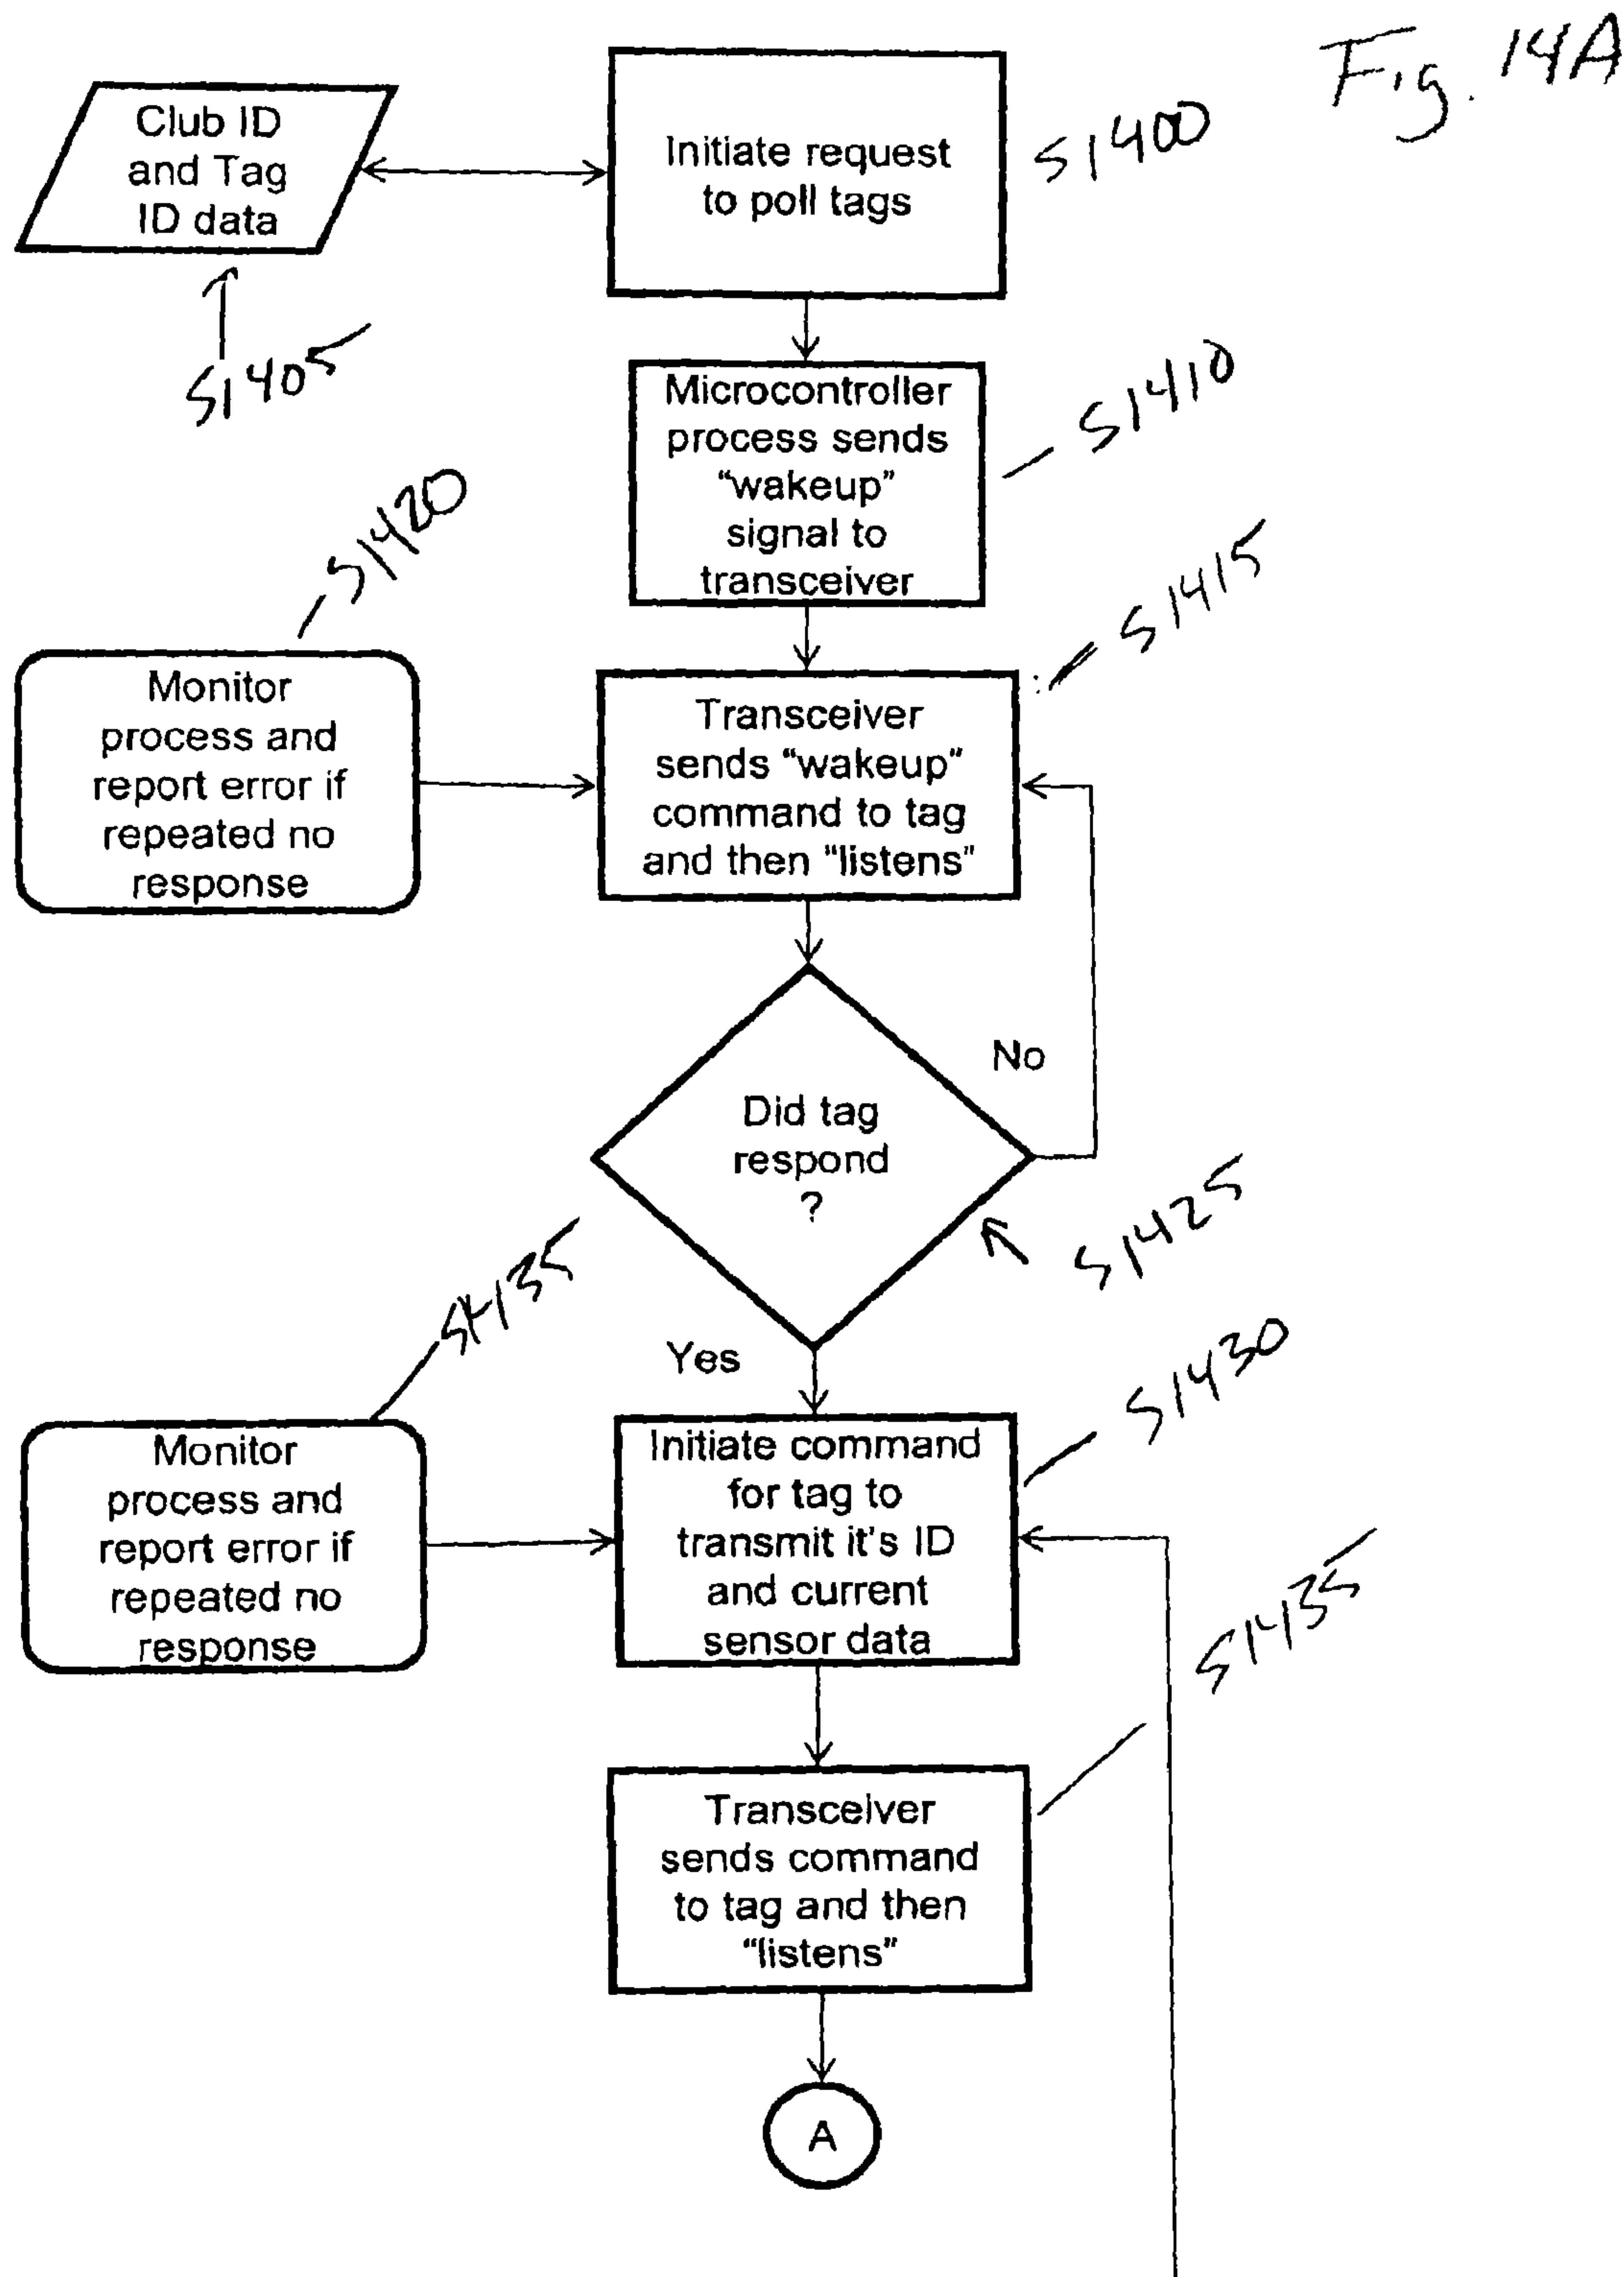 Fig. 14A
Club ID
and Tag
ID data
Initiate request
to poll tags
S1400
S1405
Microcontroller
process sends
“wakeup”
signal to
transceiver
S1410
S1420
S1415
Monitor
process and
report error if
repeated no
response
Transceiver
sends “wakeup”
command to tag
and then “listens”
No
Did tag
respond
?
S1425
S1435
Yes
S1430
Monitor
process and
report error if
repeated no
response
Initiate command
for tag to
transmit it's ID
and current
sensor data
S1435
Transceiver
sends command
to tag and then
“listens”
A